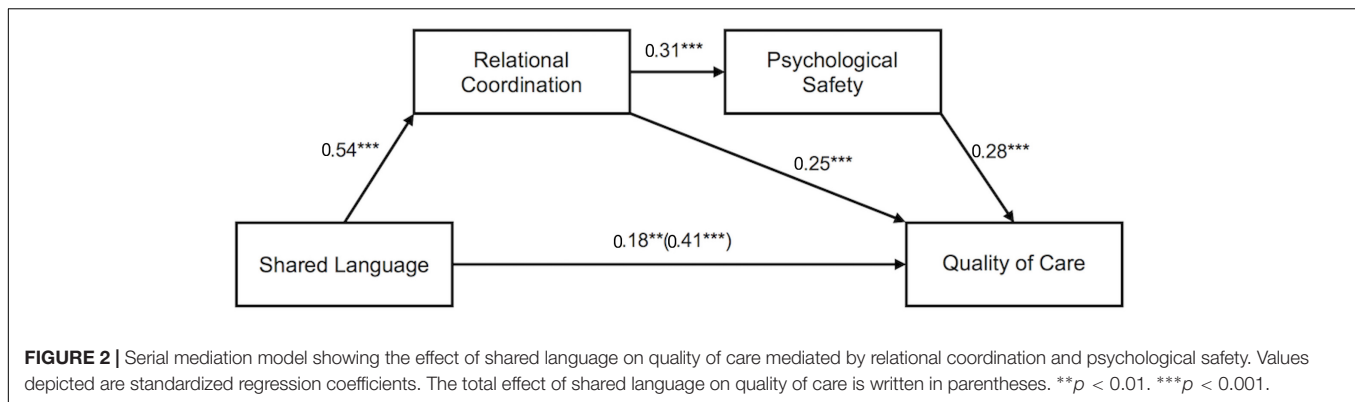 0.31***
Relational
Coordination
Psychological
Safety
0.54***
0.25***
0.28***
0.18**(0.41***)
Shared Language
Quality of Care
FIGURE 2 | Serial mediation model showing the effect of shared language on quality of care mediated by relational coordination and psychological safety. Values
depicted are standardized regression coefficients. The total effect of shared language on quality of care is written in parentheses. **p < 0.01. ***p < 0.001.